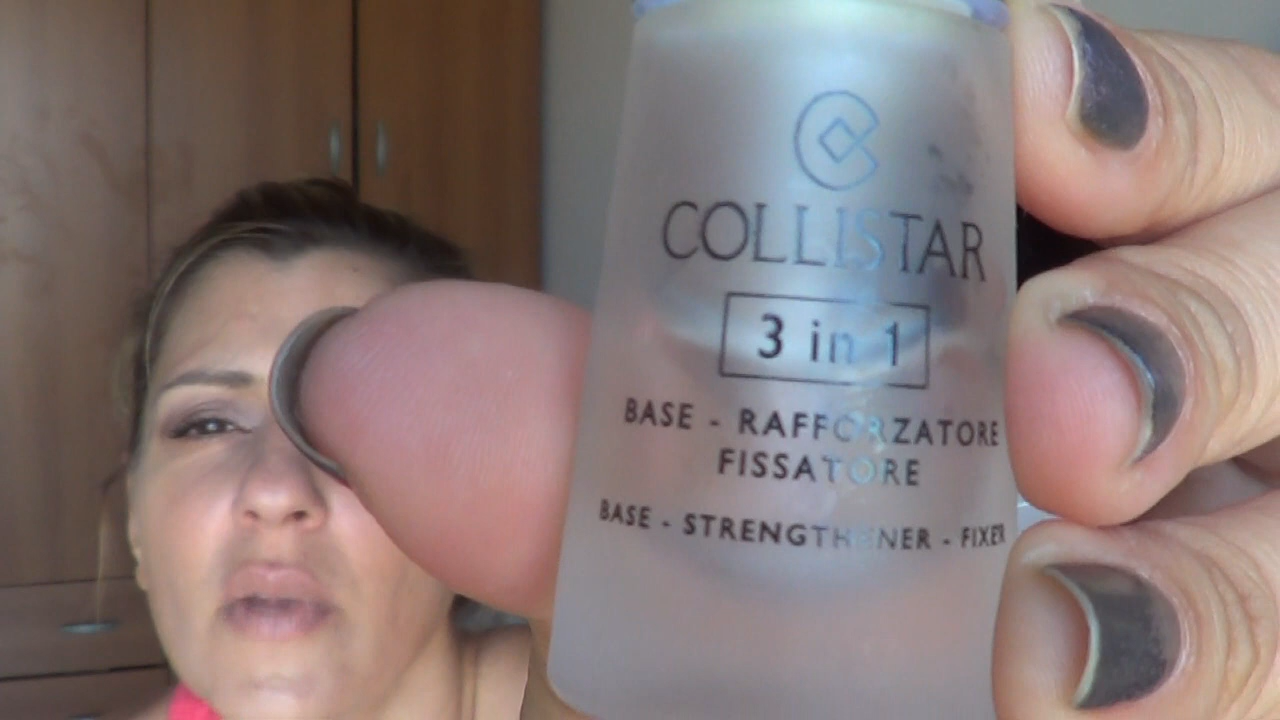 COLLISTAR
3 in 1
BASE - RAFFORZATORE
FISSATORE
BASE - STRENGTHENER - FIXER